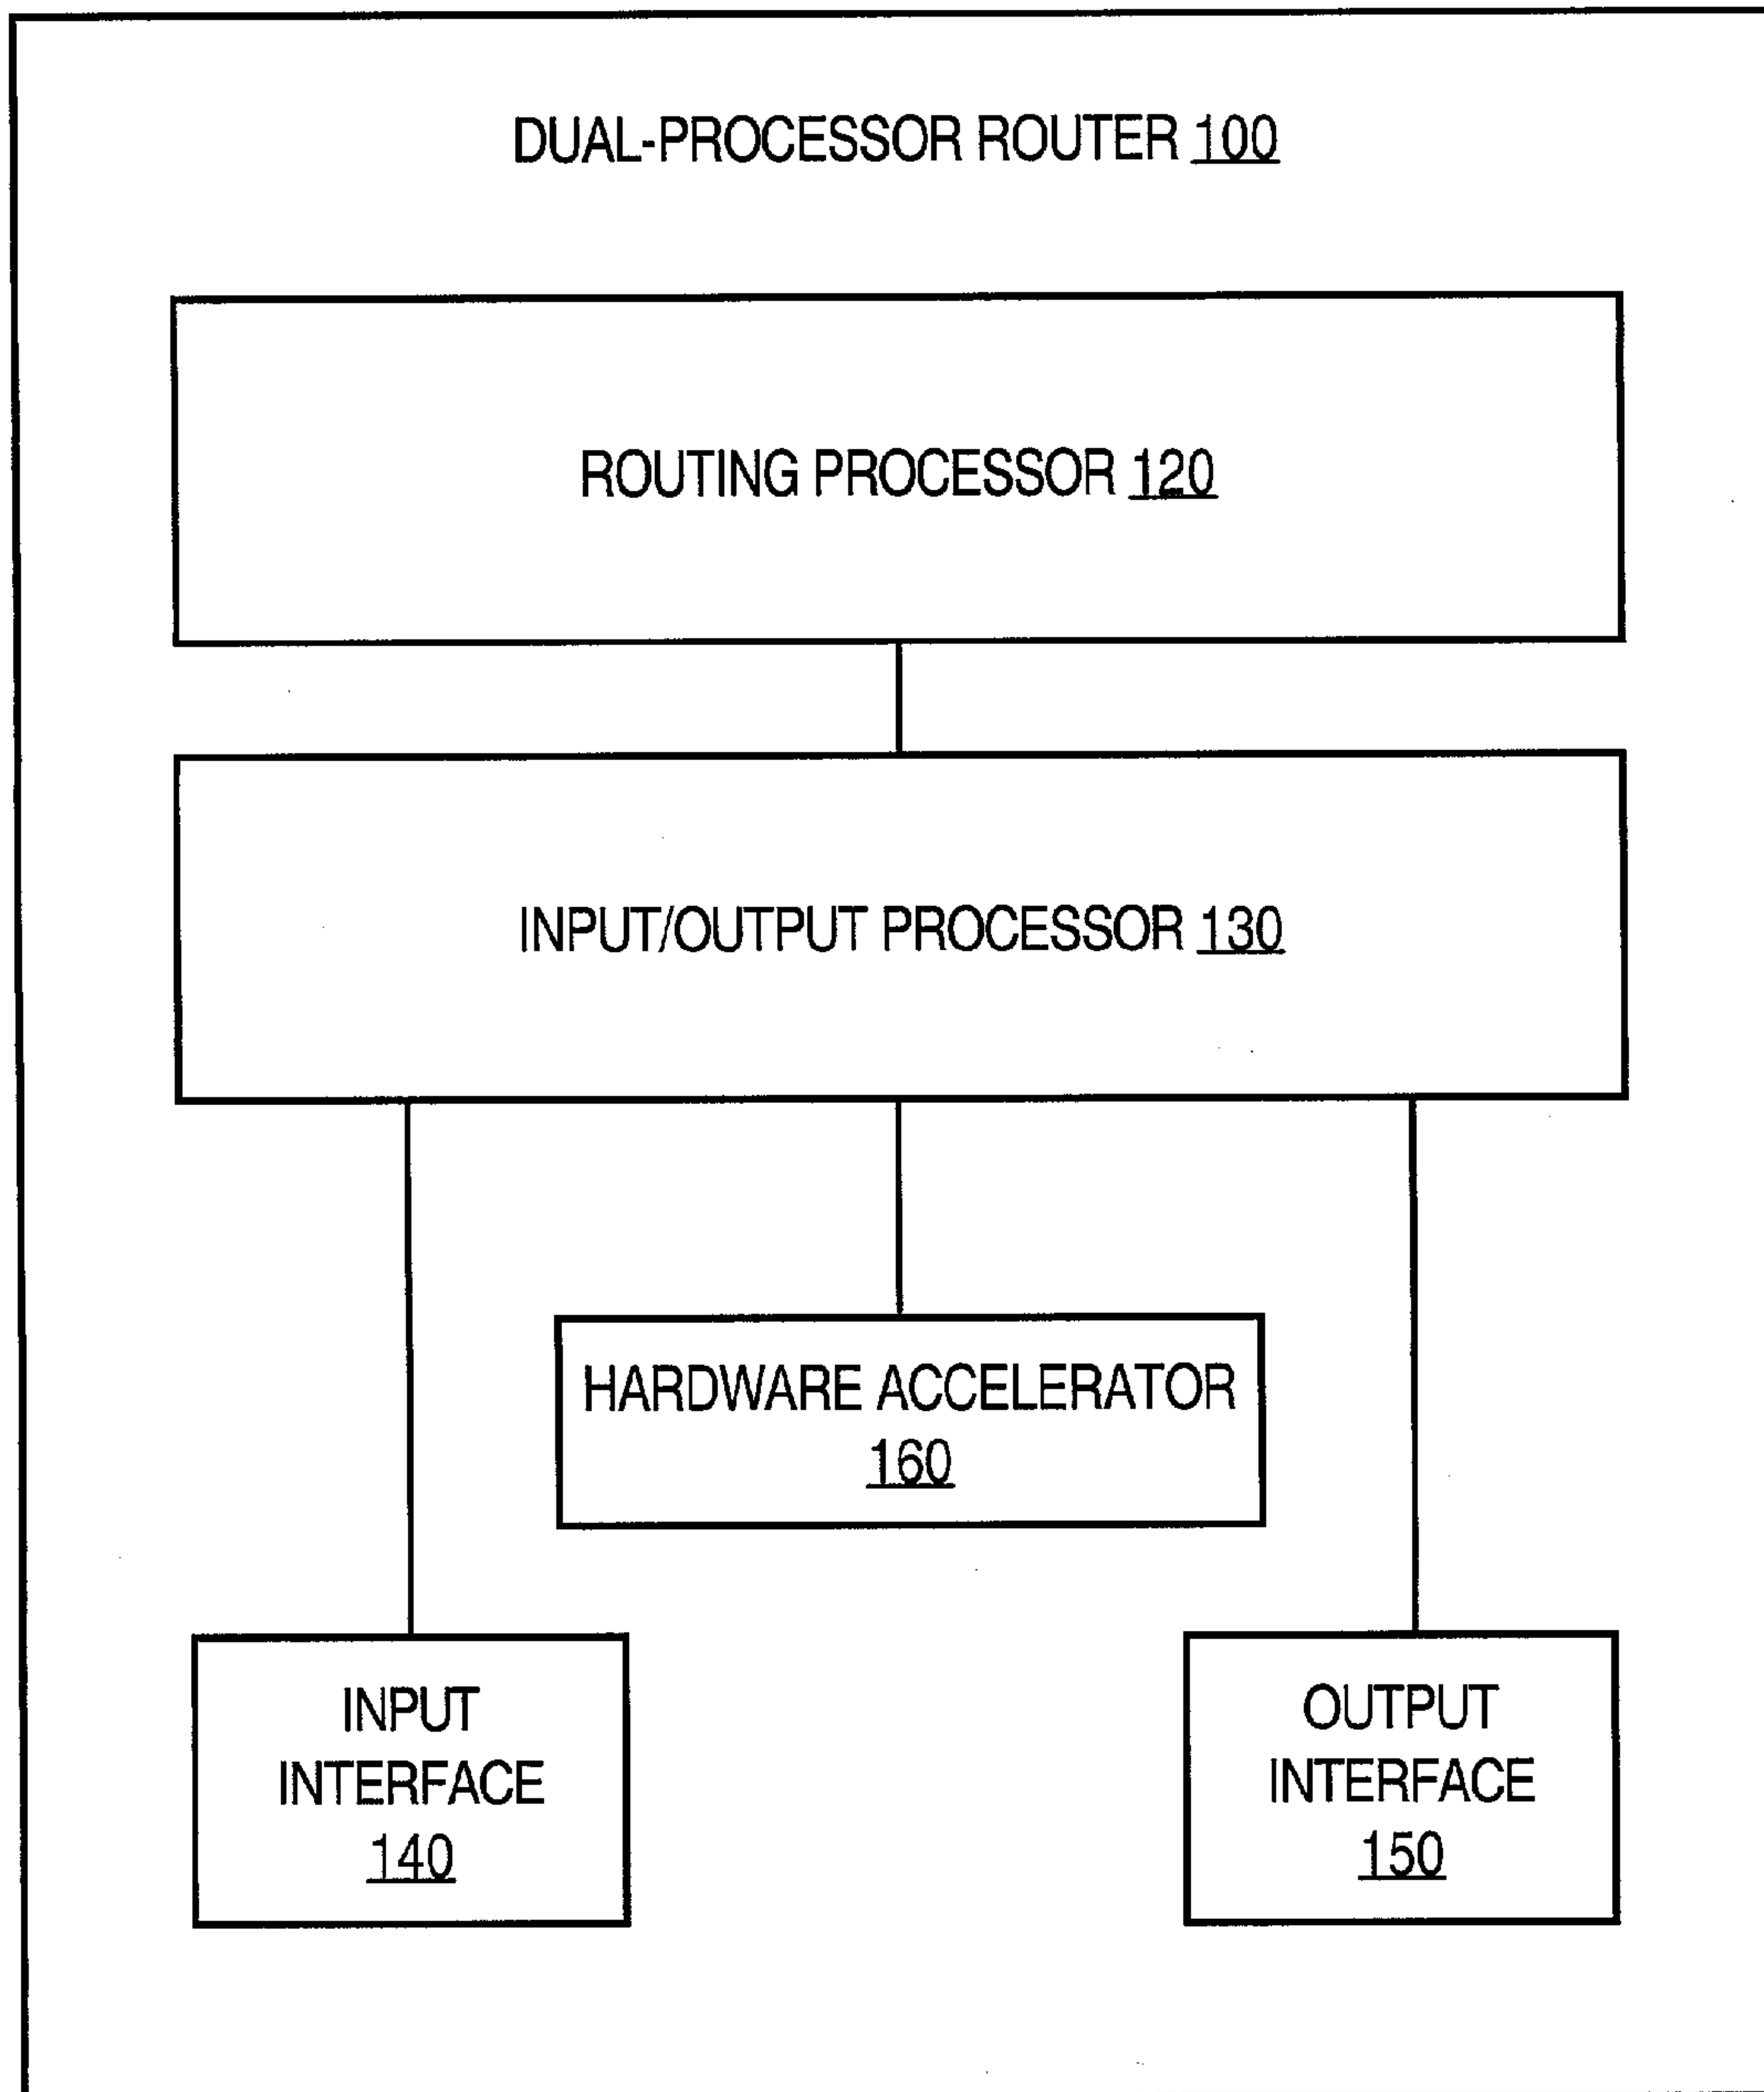 DUAL-PROCESSOR ROUTER 100
ROUTING PROCESSOR 120
INPUT/OUTPUT PROCESSOR 130
HARDWARE ACCELERATOR
160
INPUT
INTERFACE
140
OUTPUT
INTERFACE
150